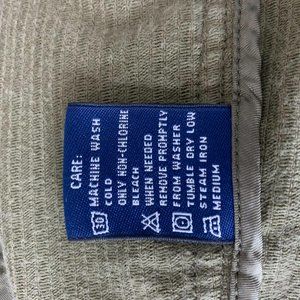 CARE:
MACHINE WASH
COLD
ONLY NON-CHLORINE
BLEACH
WHEN NEEDED
REMOVE PROMPTLY
FROM WASHER
TUMBLE DRY LOW
STEAM IRON
MEDIUM
30